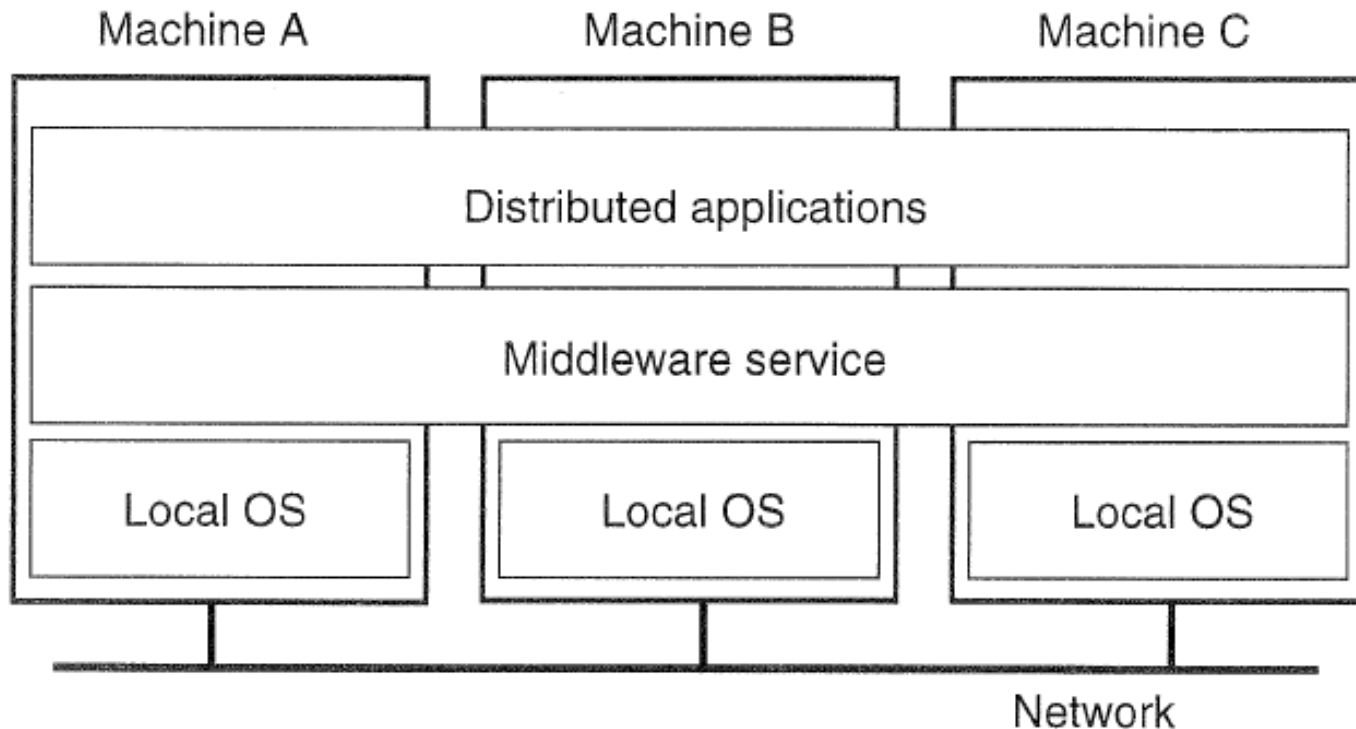 Machine A
Machine B
Machine C
Distributed applications
Middleware service
Local OS
Local OS
Local OS
Network